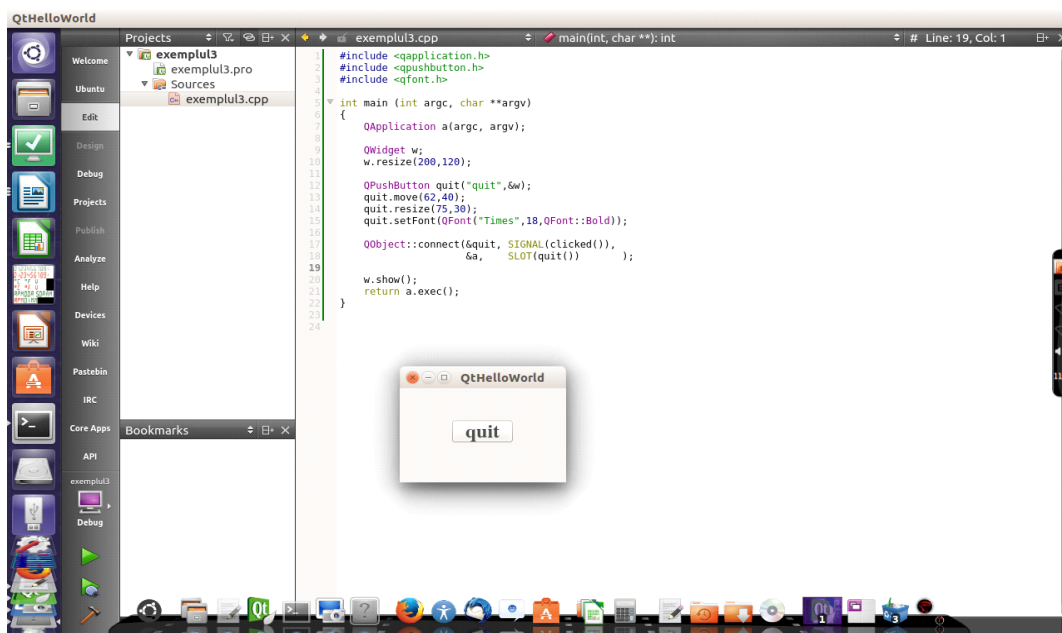 QtHelloWorld
Projects
exemplul3.cpp
main(int, char **): int
# Line: 19, Col: 1
Welcome
Ubuntu
Edit
Design
Debug
Projects
Publish
Analyze
Help
Devices
Wiki
Pastebin
IRC
Core Apps
API
exemplul3
Debug
exemplul3
exemplul3.pro
Sources
exemplul3.cpp
Bookmarks
1 #include <qapplication.h>
2 #include <qpushbutton.h>
3 #include <qfont.h>
4
5 int main (int argc, char **argv)
6 {
7 QApplication a(argc, argv);
8
9 QWidget w;
10 w.resize(200,120);
11
12 QPushButton quit("quit",&w);
13 quit.move(62,40);
14 quit.resize(75,30);
15 quit.setFont(QFont("Times",18,QFont::Bold));
16
17 QObject::connect(&quit, SIGNAL(clicked()),
18 &a, SLOT(quit()) );
19
20 w.show();
21 return a.exec();
22 }
23
24
QtHelloWorld
quit
Qt
1
3